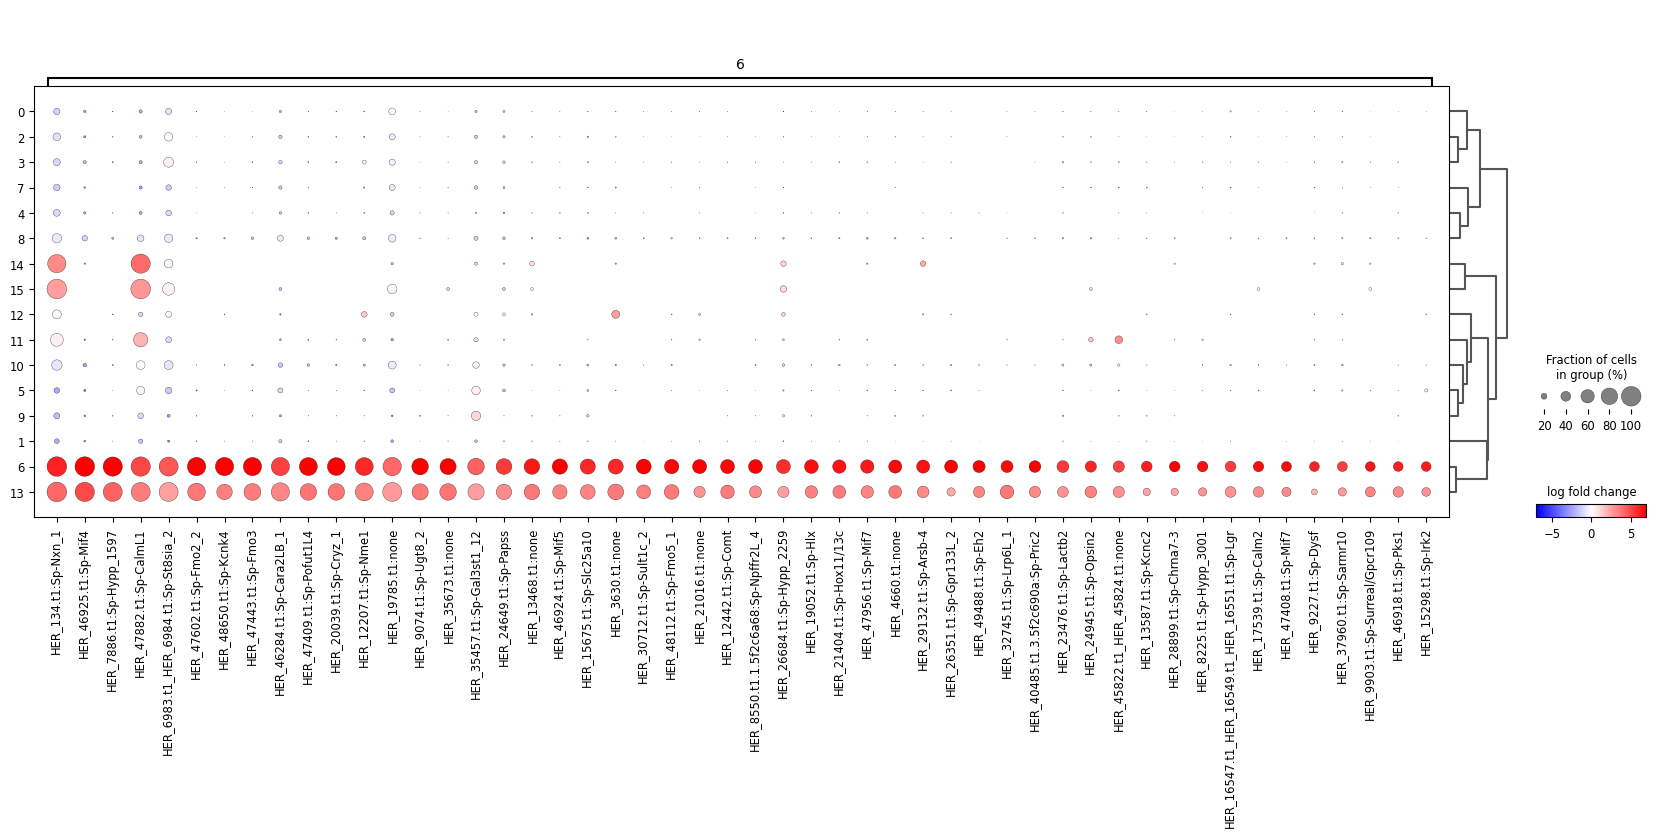 6
0
2
3
7
4
8
14
15
12
11
10
5
9
1
6
13
HER_134.t1:Sp-Nxn_1
HER_46925.t1:Sp-Mif4
HER_7886.t1:Sp-Hypp_1597
HER_47882.t1:Sp-CalmL1
HER_6983.t1_HER_6984.t1:Sp-St8sia_2
HER_47602.t1:Sp-Fmo2_2
HER_48650.t1:Sp-Kcnk4
HER_47443.t1:Sp-Fmo3
HER_46284.t1:Sp-Cara2LB_1
HER_47409.t1:Sp-Pofut1L4
HER_20039.t1:Sp-Cryz_1
HER_12207.t1:Sp-Nme1
HER_19785.t1:none
HER_9074.t1:Sp-Ugt8_2
HER_35673.t1:none
HER_35457.t1:Sp-Gal3st1_12
HER_24649.t1:Sp-Papss
HER_13468.t1:none
HER_46924.t1:Sp-Mif5
HER_15675.t1:Sp-Slc25a10
HER_3630.t1:none
HER_30712.t1:Sp-Sult1c_2
HER_48112.t1:Sp-Fmo5_1
HER_21016.t1:none
HER_12442.t1:Sp-Comt
HER_8550.t1.1.5f2c6a68:Sp-Npffr2L_4
HER_26684.t1:Sp-Hypp_2259
HER_19052.t1:Sp-Hlx
HER_21404.t1:Sp-Hox11/13c
HER_47956.t1:Sp-Mif7
HER_4660.t1:none
HER_29132.t1:Sp-Arsb-4
HER_26351.t1:Sp-Gpr133L_2
HER_49488.t1:Sp-Eh2
HER_32745.t1:Sp-Lrp6L_1
HER_40485.t1.3.5f2c690a:Sp-Pric2
HER_23476.t1:Sp-Lactb2
HER_24945.t1:Sp-Opsin2
HER_45822.t1_HER_45824.t1:none
HER_13587.t1:Sp-Kcnc2
HER_28899.t1:Sp-Chrna7-3
HER_8225.t1:Sp-Hypp_3001
HER_16547.t1_HER_16549.t1_HER_16551.t1:Sp-Lgr
HER_17539.t1:Sp-Calm2
HER_47408.t1:Sp-Mif7
HER_9227.t1:Sp-Dysf
HER_37960.t1:Sp-Sarmr10
HER_9903.t1:Sp-Surreal/Gpcr109
HER_46918.t1:Sp-Pks1
HER_15298.t1:Sp-Irk2
Fraction of cells
in group (%)
20 40 60 80 100
log fold change
−5 0 5